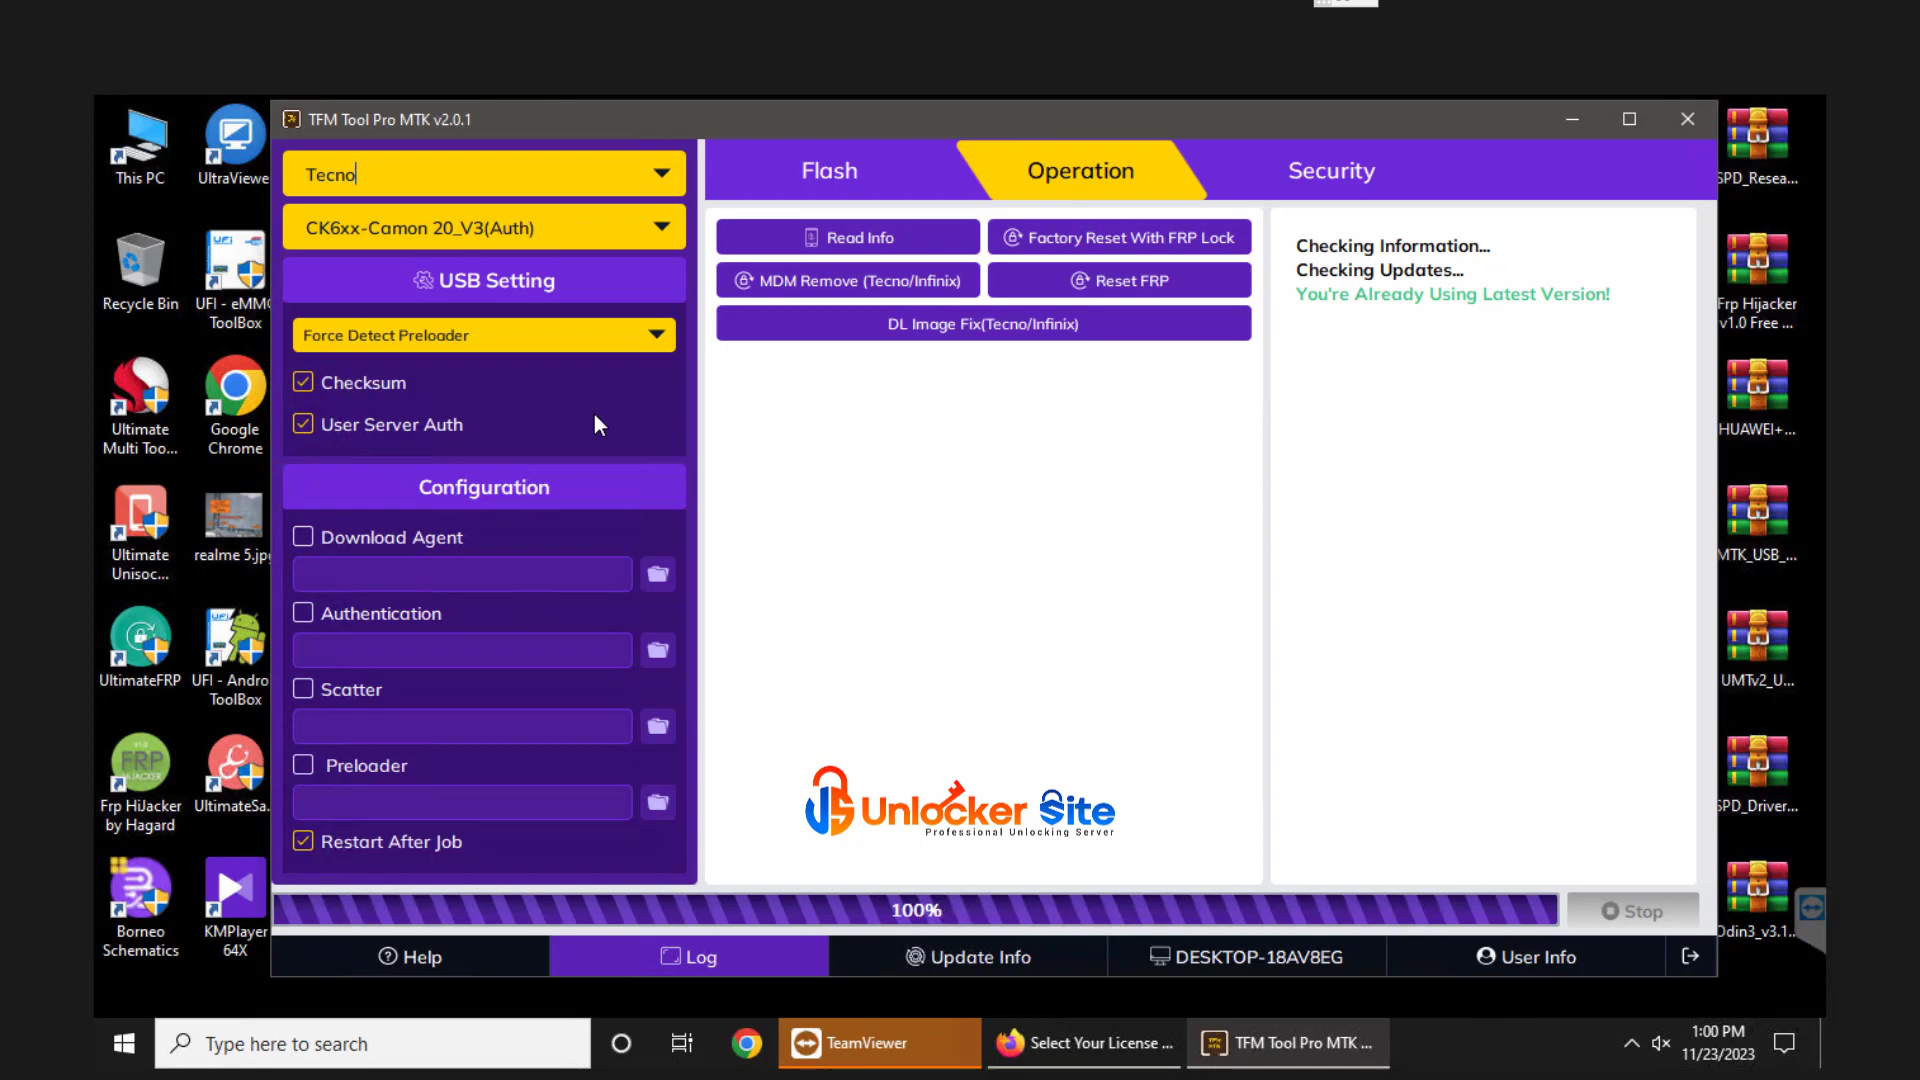 TFM Tool Pro MTK v2.0.1
Tecno
CK6xx-Camon 20_V3(Auth)
USB Setting
Force Detect Preloader
Checksum
User Server Auth
Configuration
Download Agent
Authentication
Scatter
Preloader
Restart After Job
Flash
Operation
Security
Read Info
Factory Reset With FRP Lock
MDM Remove (Tecno/Infinix)
Reset FRP
DL Image Fix(Tecno/Infinix)
Unlocker Site
Professional Unlocking Server
Checking Information...
Checking Updates...
You're Already Using Latest Version!
100%
Stop
Help
Log
Update Info
DESKTOP-18AV8EG
User Info
This PC
UltraViewe
Recycle Bin
UFI - eMMC
ToolBox
Ultimate
Multi Too...
Google
Chrome
Ultimate
Unisoc...
realme 5.jpg
UltimateFRP
UFI - Andro
ToolBox
Frp HiJacker
by Hagard
UltimateSa.
Borneo
Schematics
KMPlayer
64X
SPD_Resea...
Frp Hijacker
v1.0 Free ...
HUAWEI+...
MTK_USB_...
UMTv2_U...
SPD_Driver...
Odin3_v3.1...
Type here to search
TeamViewer
Select Your License ...
TFM Tool Pro MTK ...
1:00 PM
11/23/2023